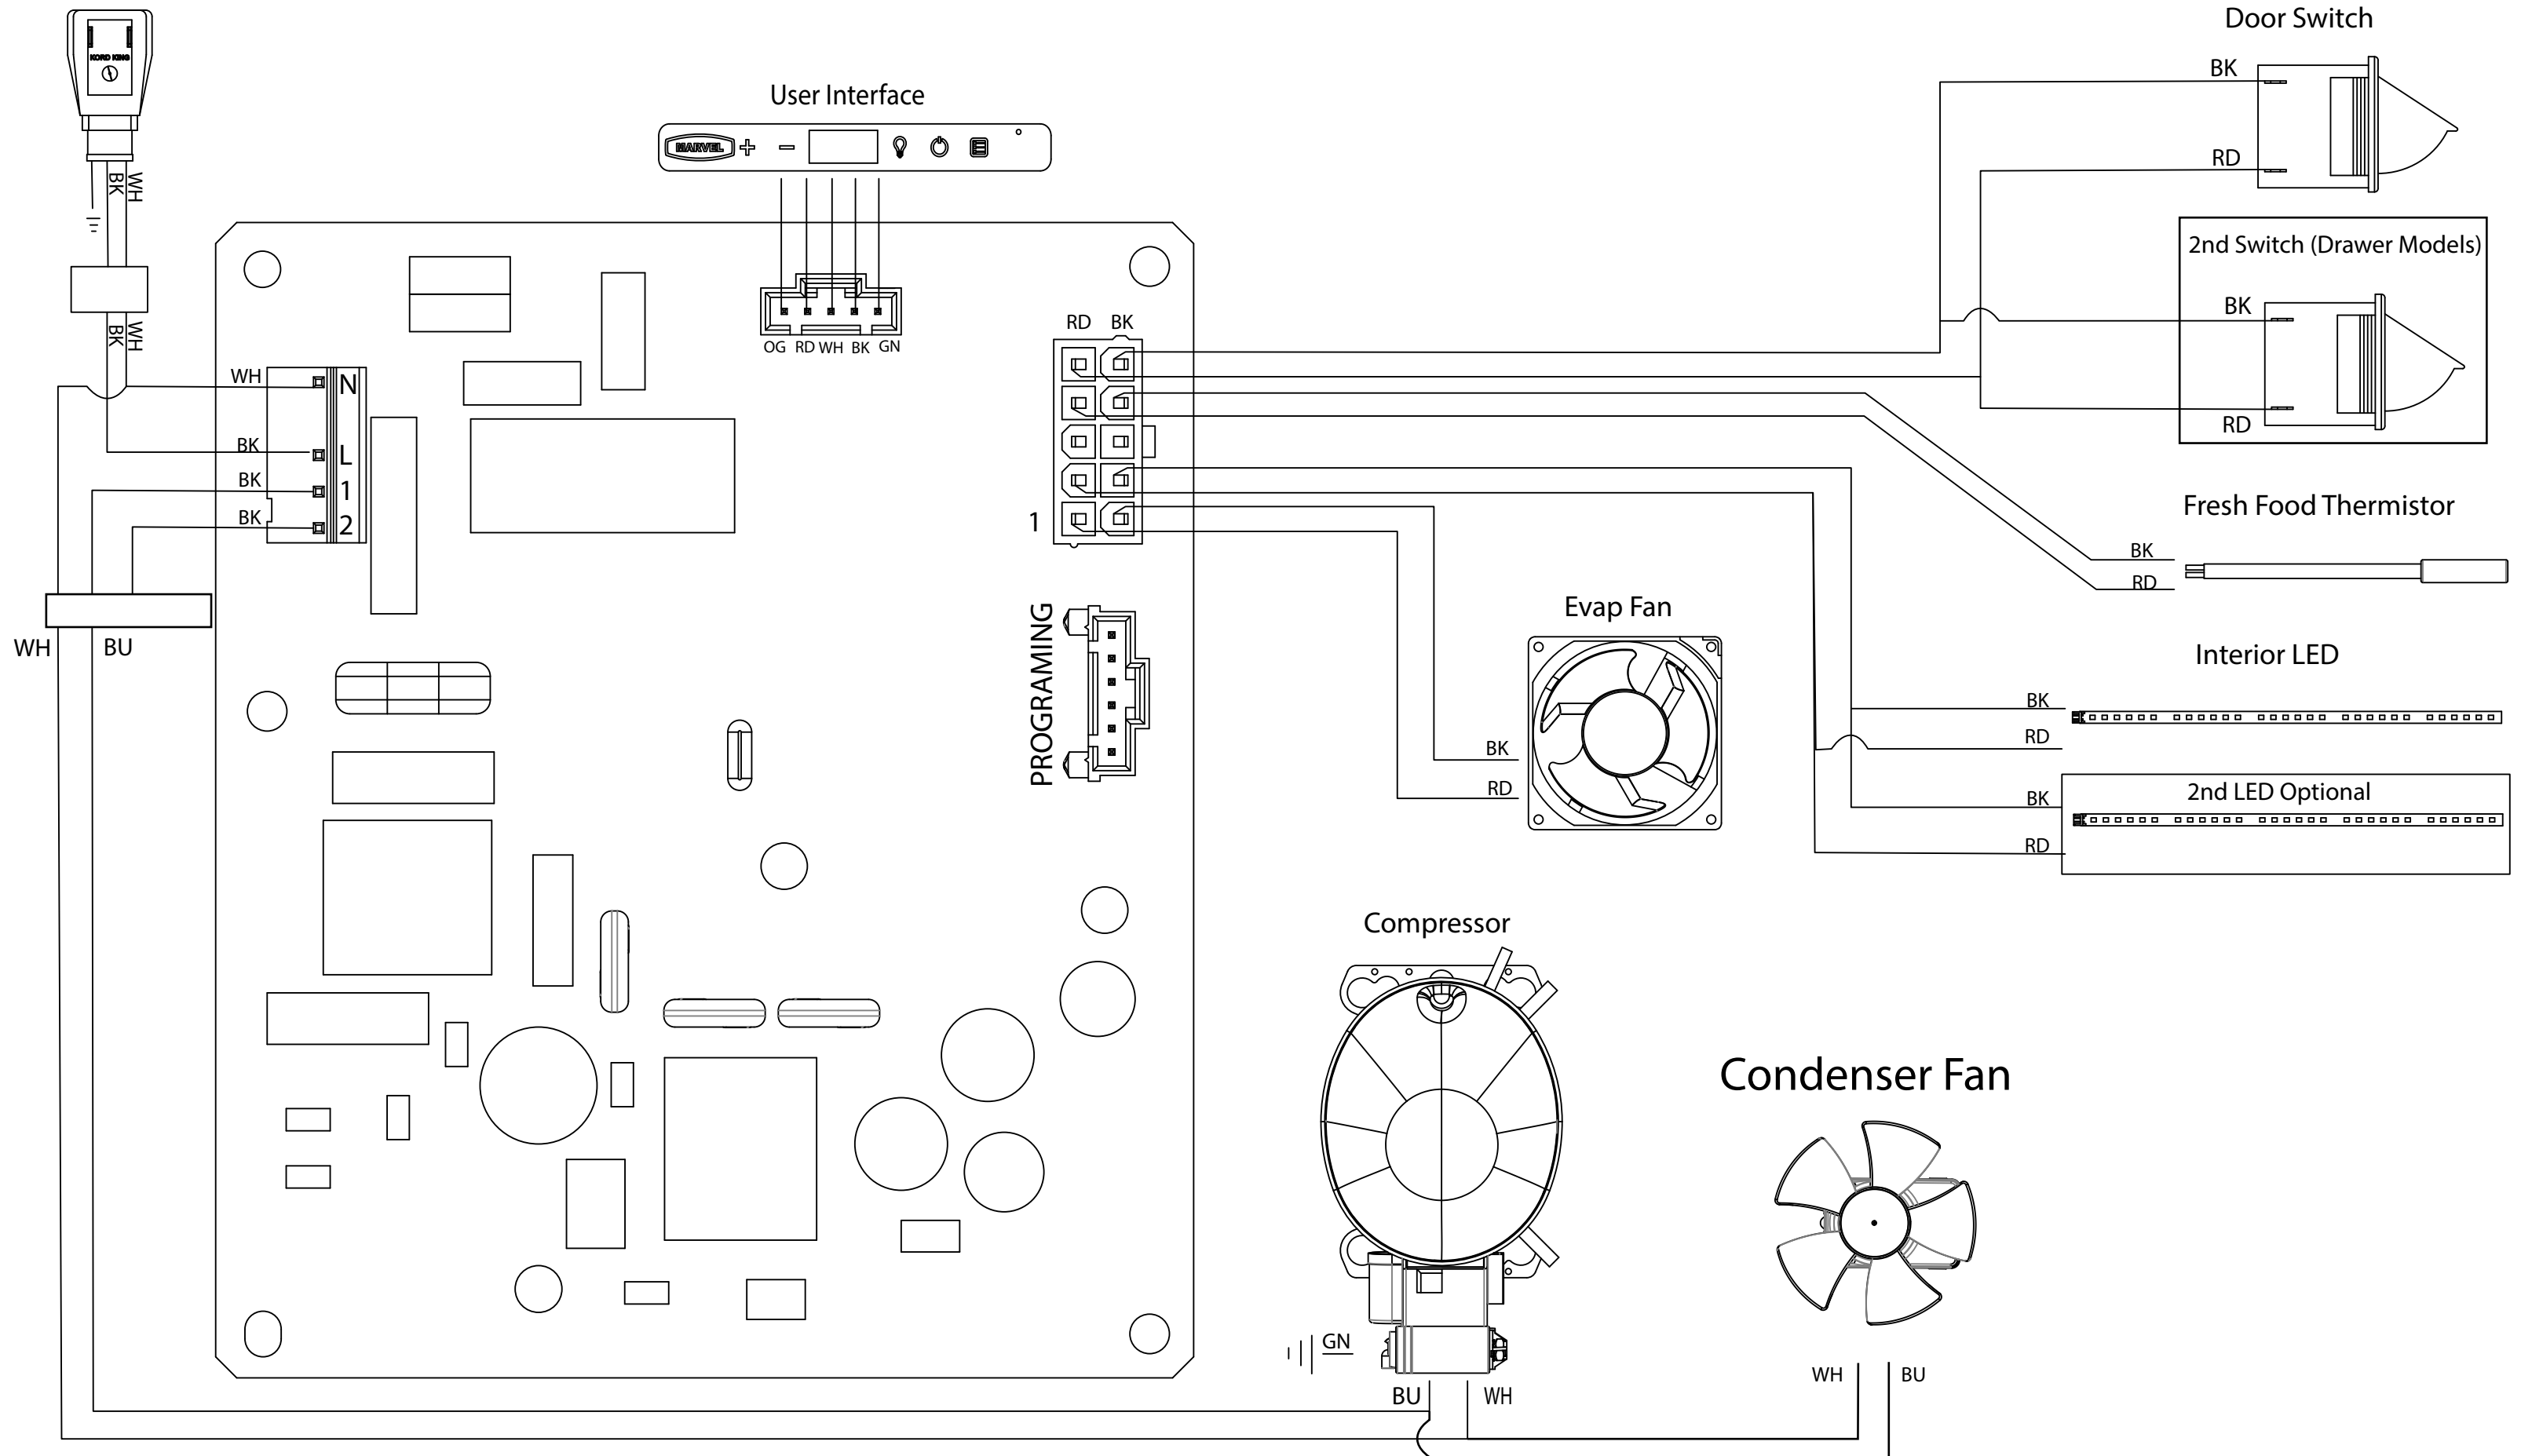 Door Switch
KORD KING
BK
User Interface
MARVEL
+ -
RD
BK
WH
2nd Switch (Drawer Models)
BK
BK
WH
RD BK
OG RD WH BK GN
WH
N
RD
BK
L
BK
1
Fresh Food Thermistor
BK
2
1
BK
RD
Evap Fan
PROGRAMING
WH
BU
Interior LED
BK
RD
BK
RD
BK
2nd LED Optional
RD
Compressor
Condenser Fan
GN
WH
BU
BU
WH